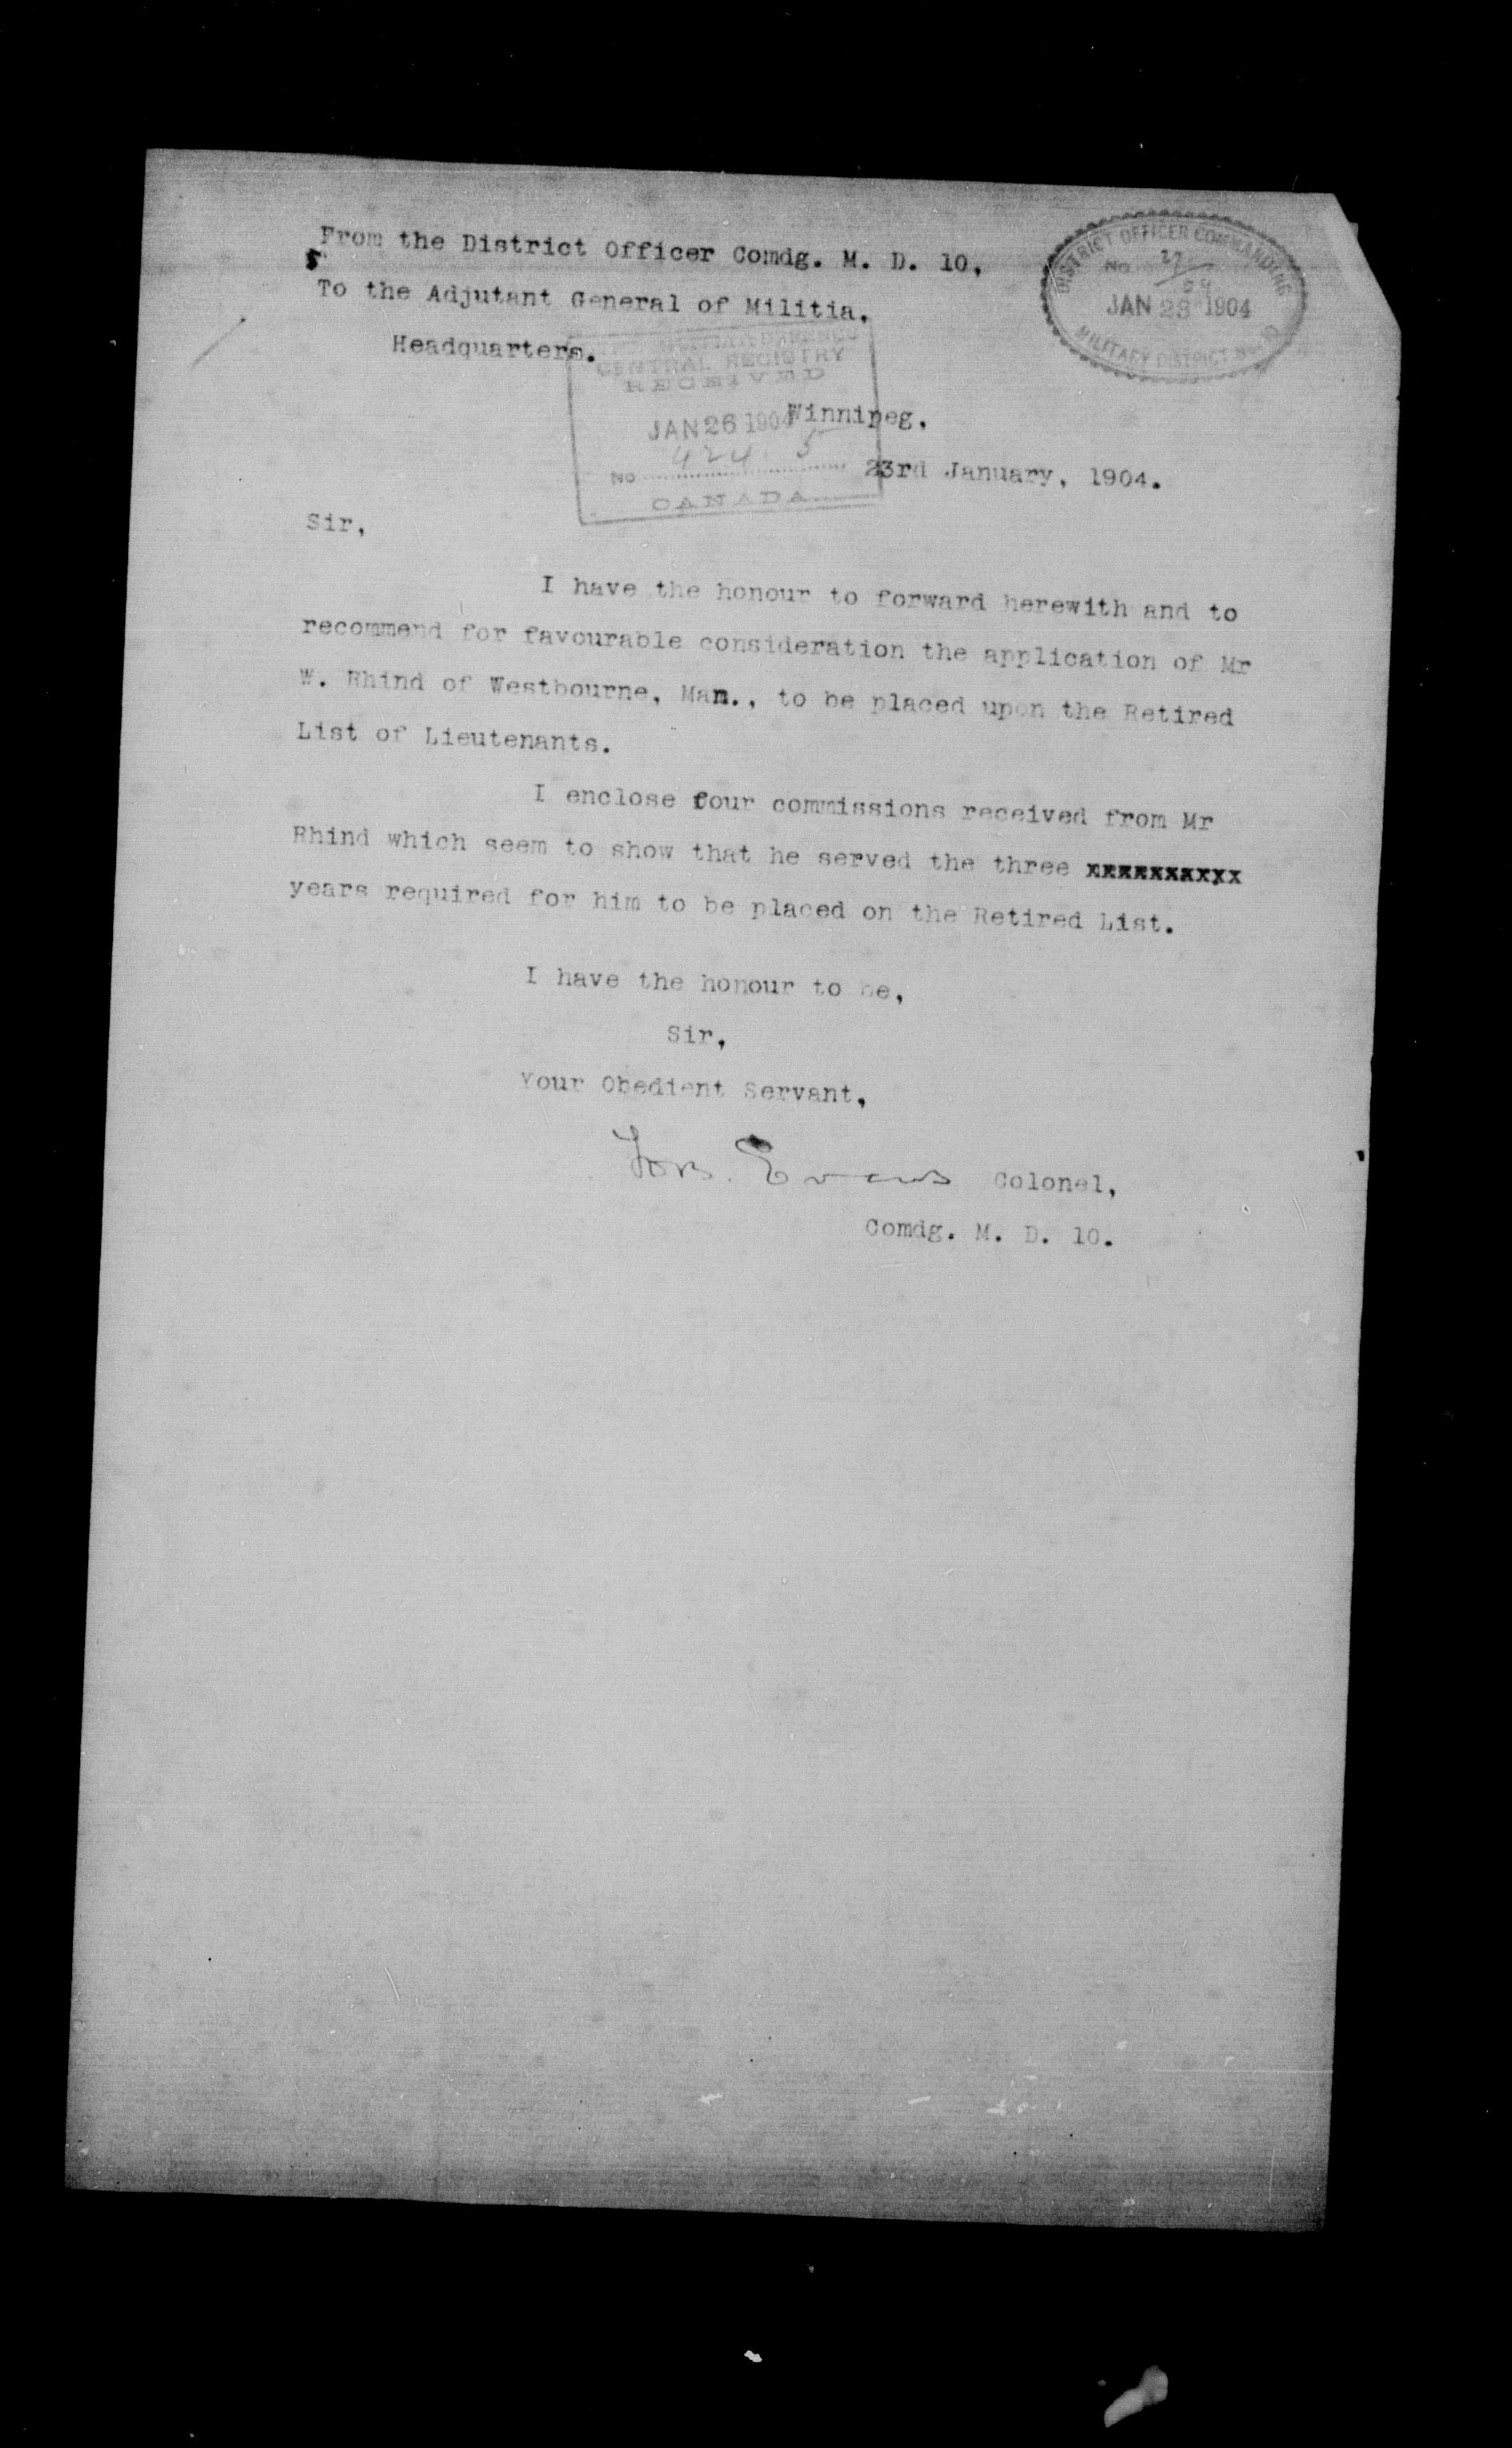 From the District Officer Comdg. M. D. 10.
To the Adjutant General of Militia.
Headquarters.
DISTRICT OFFICER COMMANDING
No 27/04
JAN 23 1904
MILITARY DISTRICT No. 10
CENTRAL REGISTRY
RECEIVED
JAN 26 1904
No
CANADA
Winnipeg.
23rd January, 1904.
Sir,
I have the honour to forward herewith and to
recommend for favourable consideration the application of Mr
W. Rhind of Westbourne, Man., to be placed upon the Retired
List of Lieutenants.
I enclose four commissions received from Mr
Rhind which seem to show that he served the three xxxxxxxxxx
years required for him to be placed on the Retired List.
I have the honour to be,
Sir,
Your Obedient Servant,
Evans Colonel,
Comdg. M. D. 10.